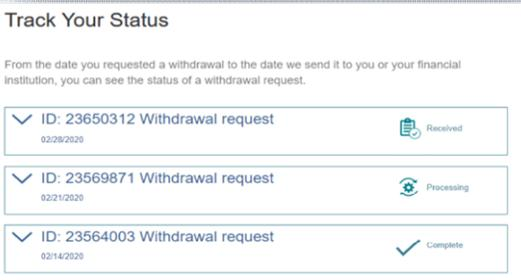 Track Your Status
From the date you requested a withdrawal to the date we send it to you or your financial
institution, you can see the status of a withdrawal request.
ID: 23650312 Withdrawal request
Received
02/28/2020
ID: 23569871 Withdrawal request
Processing
02/21/2020
ID: 23564003 Withdrawal request
Complete
02/14/2020